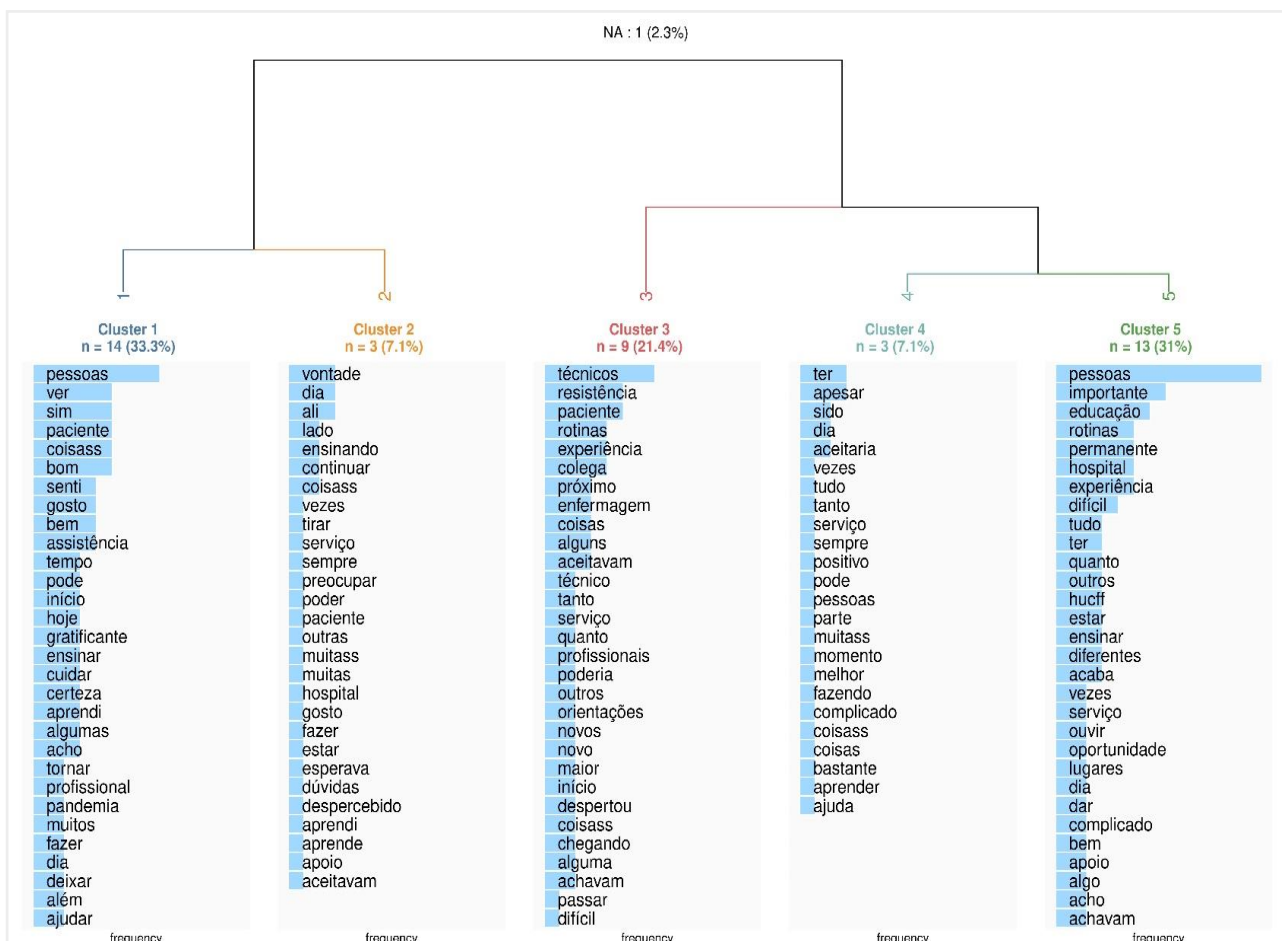 NA : 1 (2.3%)
1
2
3
4
5
Cluster 1
n = 14 (33.3%)
pessoas
ver
sim
paciente
coisass
bom
senti
gosto
bem
assistência
tempo
pode
início
hoje
gratificante
ensinar
cuidar
certeza
aprendi
algumas
acho
tornar
profissional
pandemia
muitos
fazer
dia
deixar
além
ajudar
frequency
Cluster 2
n = 3 (7.1%)
vontade
dia
ali
lado
ensinando
continuar
coisass
vezes
tirar
serviço
sempre
preocupar
poder
paciente
outras
muitass
muitas
hospital
gosto
fazer
estar
esperava
dúvidas
despercebido
aprendi
aprende
apoio
aceitavam
frequency
Cluster 3
n = 9 (21.4%)
técnicos
resistência
paciente
rotinas
experiência
colega
próximo
enfermagem
coisas
alguns
aceitavam
técnico
tanto
serviço
quanto
profissionais
poderia
outros
orientações
novos
novo
maior
início
despertou
coisass
chegando
alguma
achavam
passar
difícil
frequency
Cluster 4
n = 3 (7.1%)
ter
apesar
sido
dia
aceitaria
vezes
tudo
tanto
serviço
sempre
positivo
pode
pessoas
parte
muitass
momento
melhor
fazendo
complicado
coisass
coisas
bastante
aprender
ajuda
frequency
Cluster 5
n = 13 (31%)
pessoas
importante
educação
rotinas
permanente
hospital
experiência
difícil
tudo
ter
quanto
outros
hucff
estar
ensinar
diferentes
acaba
vezes
serviço
ouvir
oportunidade
lugares
dia
dar
complicado
bem
apoio
algo
acho
achavam
frequency